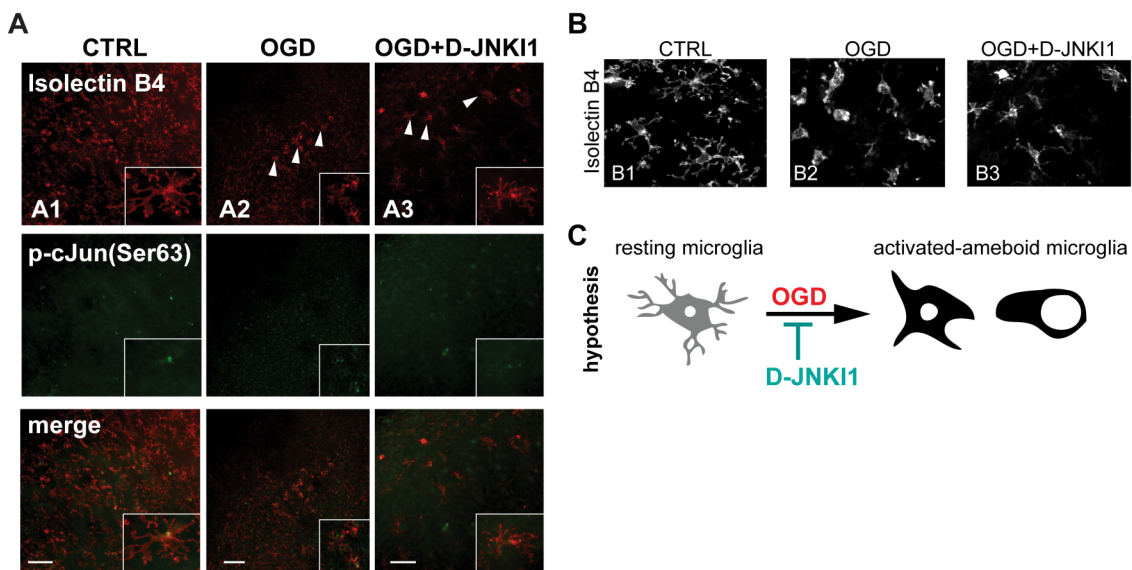 A
CTRL
OGD
OGD+D-JNKI1
Isolectin B4
A1
A2
A3
p-cJun(Ser63)
merge
B
CTRL
OGD
OGD+D-JNKI1
Isolectin B4
B1
B2
B3
C
hypothesis
resting microglia
activated-ameboid microglia
OGD
D-JNKI1